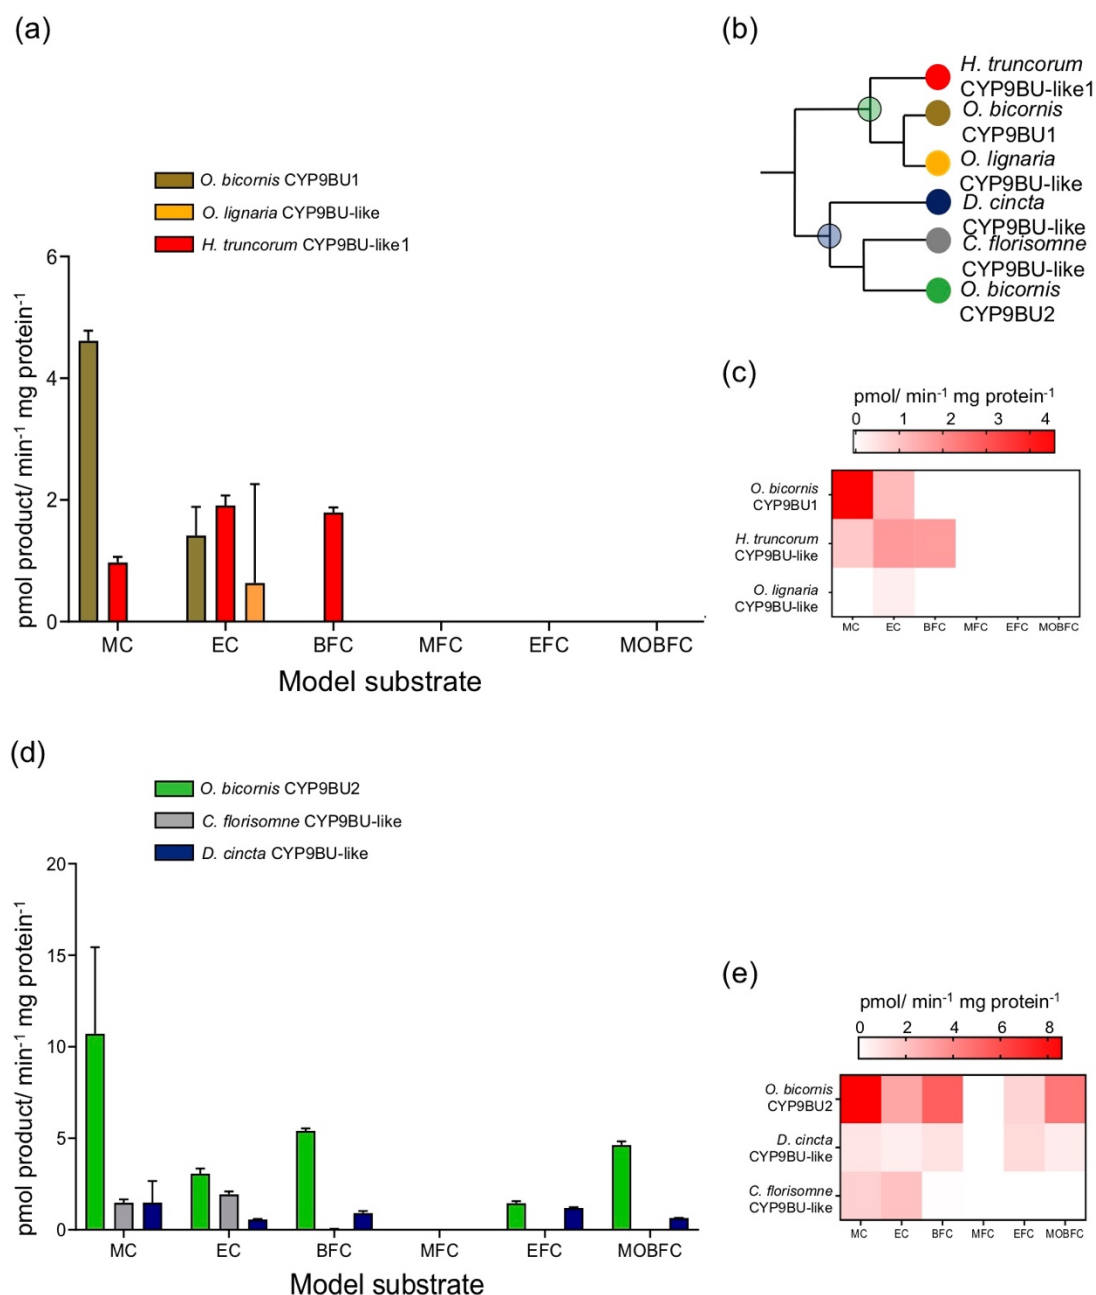 (a)
O. bicornis CYP9BU1
O. lignaria CYP9BU-like
H. truncorum CYP9BU-like1
pmol product/ min⁻¹ mg protein⁻¹
6
4
2
0
MC EC BFC MFC EFC MOBFC
Model substrate
(b)
H. truncorum
CYP9BU-like1
O. bicornis
CYP9BU1
O. lignaria
CYP9BU-like
D. cincta
CYP9BU-like
C. florisomne
CYP9BU-like
O. bicornis
CYP9BU2
(c)
pmol/ min⁻¹ mg protein⁻¹
0 1 2 3 4
O. bicornis
CYP9BU1
H. truncorum
CYP9BU-like
O. lignaria
CYP9BU-like
MC EC BFC MFC EFC MOBFC
(d)
O. bicornis CYP9BU2
C. florisomne CYP9BU-like
D. cincta CYP9BU-like
pmol product/ min⁻¹ mg protein⁻¹
20
15
10
5
0
MC EC BFC MFC EFC MOBFC
Model substrate
(e)
pmol/ min⁻¹ mg protein⁻¹
0 2 4 6 8
O. bicornis
CYP9BU2
D. cincta
CYP9BU-like
C. florisomne
CYP9BU-like
MC EC BFC MFC EFC MOBFC